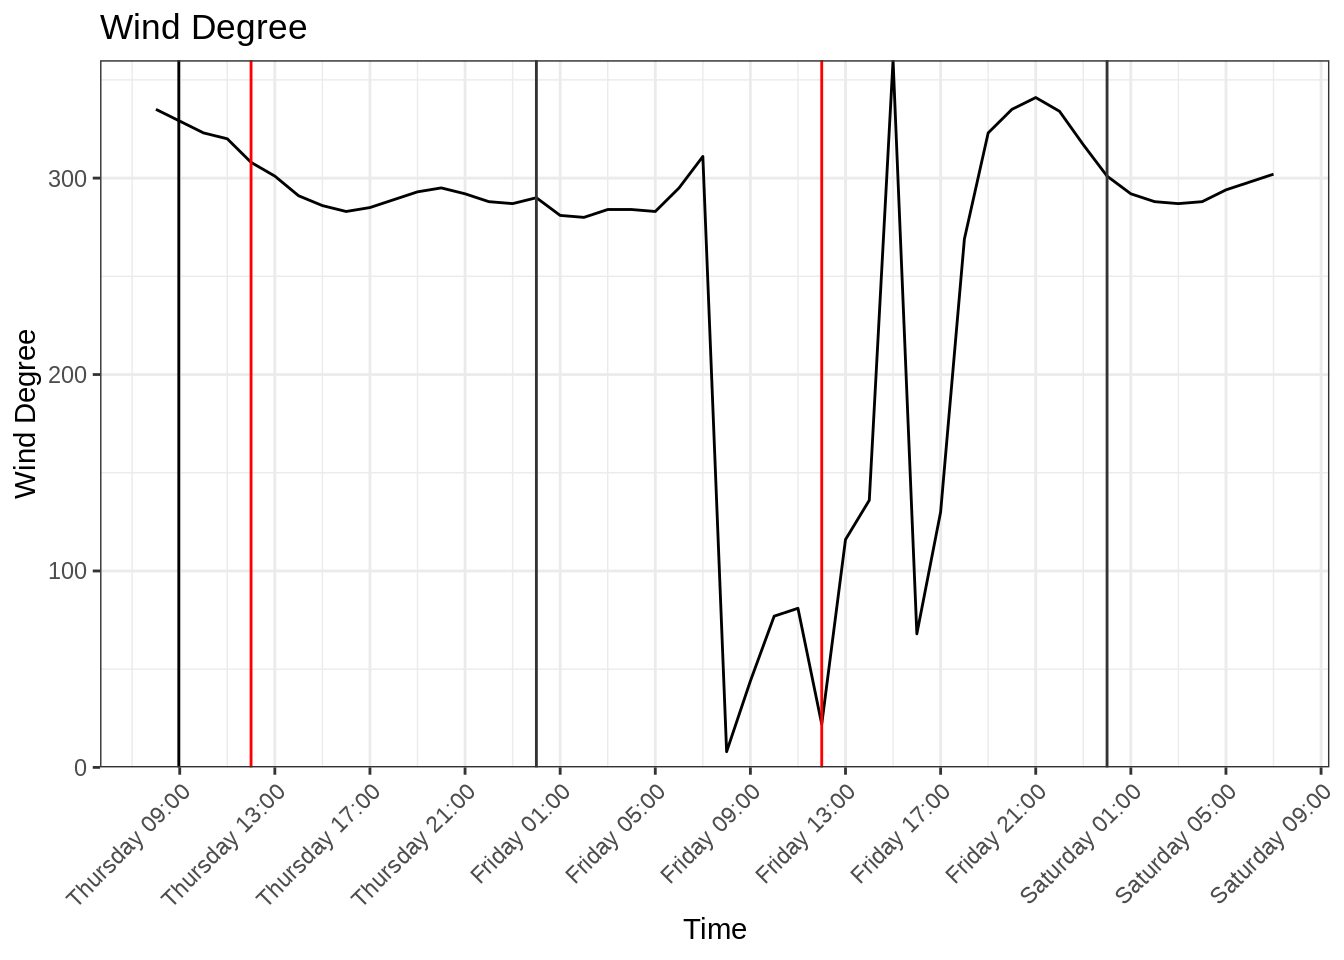 Wind Degree
Wind Degree
300
200
100
0
Thursday 09:00
Thursday 13:00
Thursday 17:00
Thursday 21:00
Friday 01:00
Friday 05:00
Friday 09:00
Friday 13:00
Friday 17:00
Friday 21:00
Saturday 01:00
Saturday 05:00
Saturday 09:00
Time